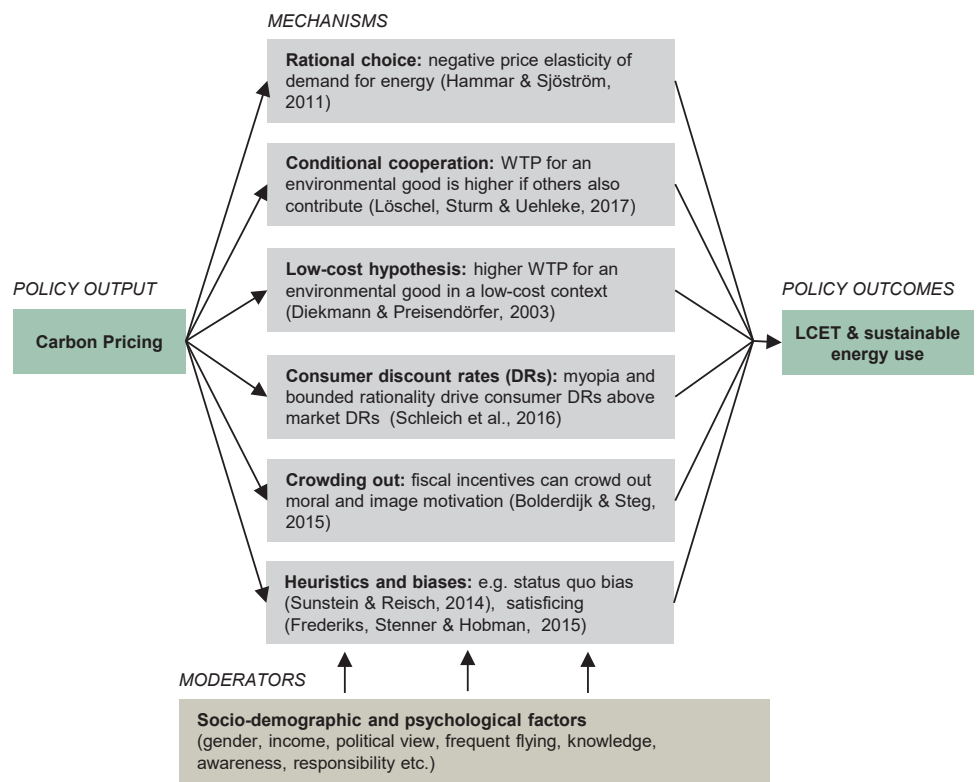 MECHANISMS
Rational choice: negative price elasticity of
demand for energy (Hammar & Sjöström,
2011)
Conditional cooperation: WTP for an
environmental good is higher if others also
contribute (Löschel, Sturm & Uehleke, 2017)
Low-cost hypothesis: higher WTP for an
environmental good in a low-cost context
(Diekmann & Preisendörfer, 2003)
POLICY OUTPUT
Carbon Pricing
POLICY OUTCOMES
LCET & sustainable
energy use
Consumer discount rates (DRs): myopia and
bounded rationality drive consumer DRs above
market DRs (Schleich et al., 2016)
Crowding out: fiscal incentives can crowd out
moral and image motivation (Bolderdijk & Steg,
2015)
Heuristics and biases: e.g. status quo bias
(Sunstein & Reisch, 2014), satisficing
(Frederiks, Stenner & Hobman, 2015)
MODERATORS
Socio-demographic and psychological factors
(gender, income, political view, frequent flying, knowledge,
awareness, responsibility etc.)